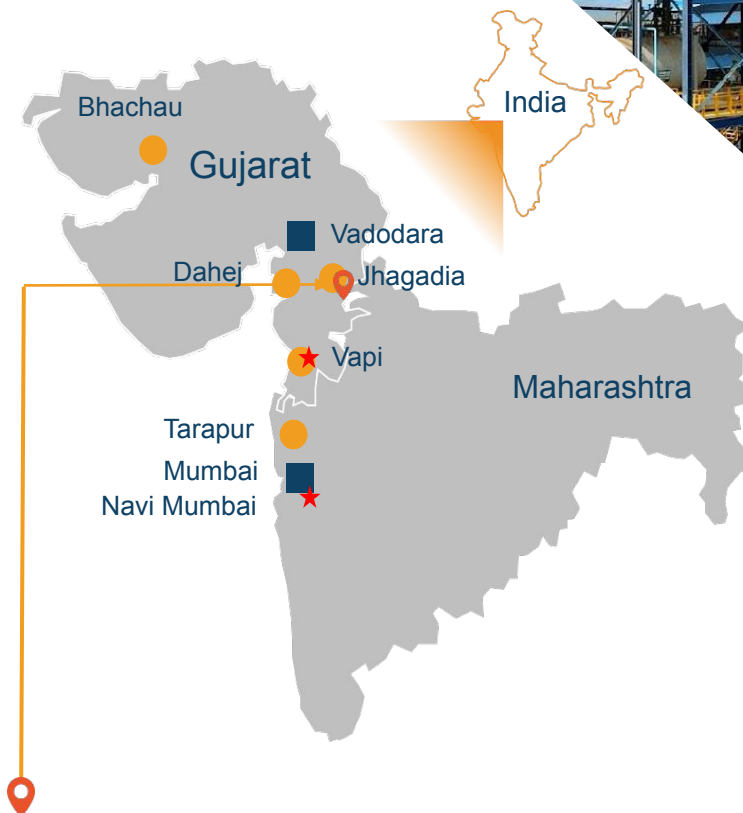 India
Bhachau
Gujarat
Vadodara
Dahej
Jhagadia
Vapi
Maharashtra
Tarapur
Mumbai
Navi Mumbai